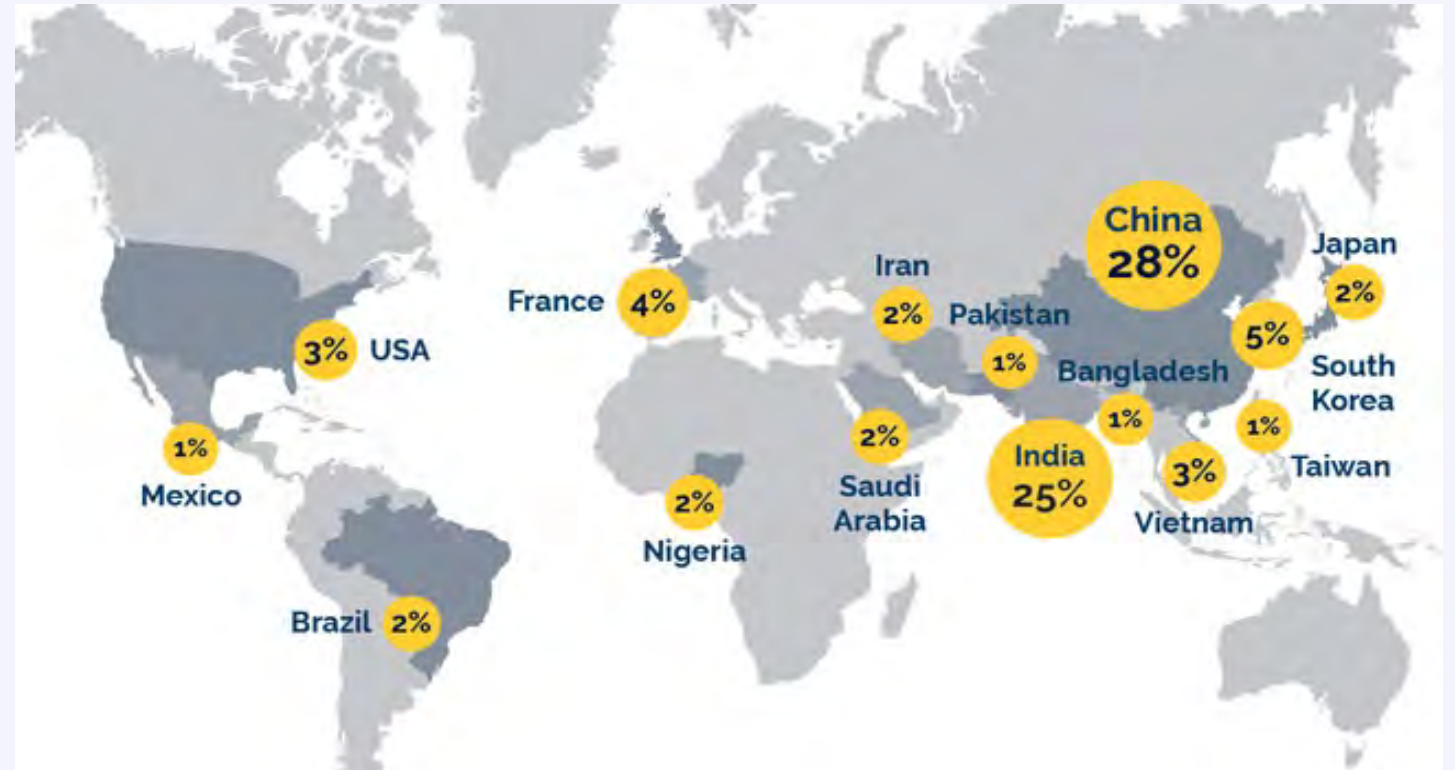 China
28%
Japan
2%
Iran
2%
Pakistan
1%
France
4%
5%
South
Korea
3%
USA
Bangladesh
1%
1%
Taiwan
1%
Mexico
2%
Saudi
Arabia
India
25%
3%
Vietnam
2%
Nigeria
Brazil
2%